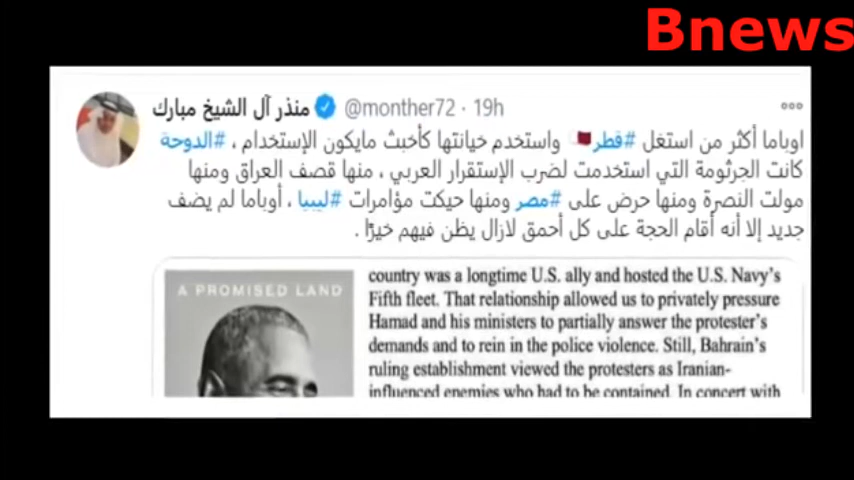 Bnews
منذر آل الشيخ مبارك @monther72 · 19h
اوباما أكثر من استغل #قطر🇶🇦 واستخدم خيانتها كأخبث مايكون الإستخدام ، #الدوحة
كانت الجرثومة التي استخدمت لضرب الإستقرار العربي ، منها قصف العراق ومنها
مولت النصرة ومنها حرض على #مصر ومنها حيكت مؤامرات #ليبيا ، أوباما لم يضف
جديد إلا أنه أقام الحجة على كل أحمق لازال يظن فيهم خيرًا .
A PROMISED LAND
country was a longtime U.S. ally and hosted the U.S. Navy's
Fifth fleet. That relationship allowed us to privately pressure
Hamad and his ministers to partially answer the protester's
demands and to rein in the police violence. Still, Bahrain's
ruling establishment viewed the protesters as Iranian-
influenced enemies who had to be contained. In concert with